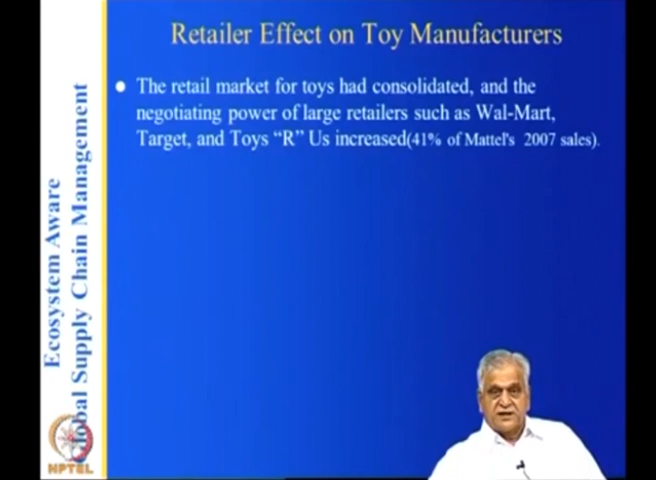 Retailer Effect on Toy Manufacturers
The retail market for toys had consolidated, and the
negotiating power of large retailers such as Wal-Mart,
Target, and Toys “R” Us increased(41% of Mattel's 2007 sales).
Ecosystem Aware
Global Supply Chain Management
NPTEL